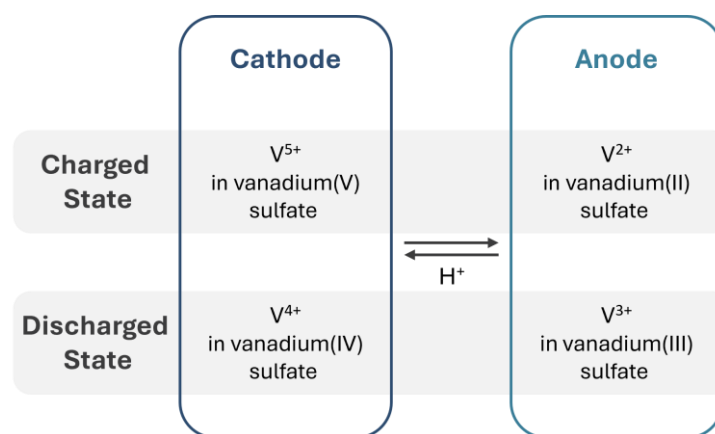 Cathode
Anode
Charged
State
V⁵⁺
in vanadium(V)
sulfate
V²⁺
in vanadium(II)
sulfate
H⁺
Discharged
State
V⁴⁺
in vanadium(IV)
sulfate
V³⁺
in vanadium(III)
sulfate